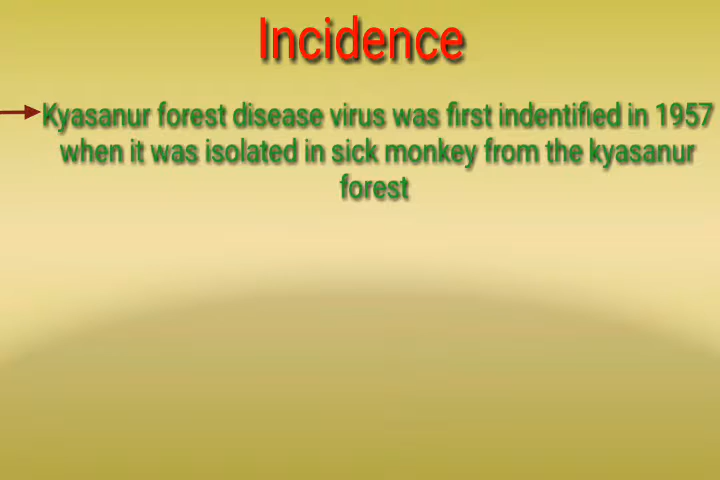 Incidence
Kyasanur forest disease virus was first indentified in 1957
when it was isolated in sick monkey from the kyasanur
forest